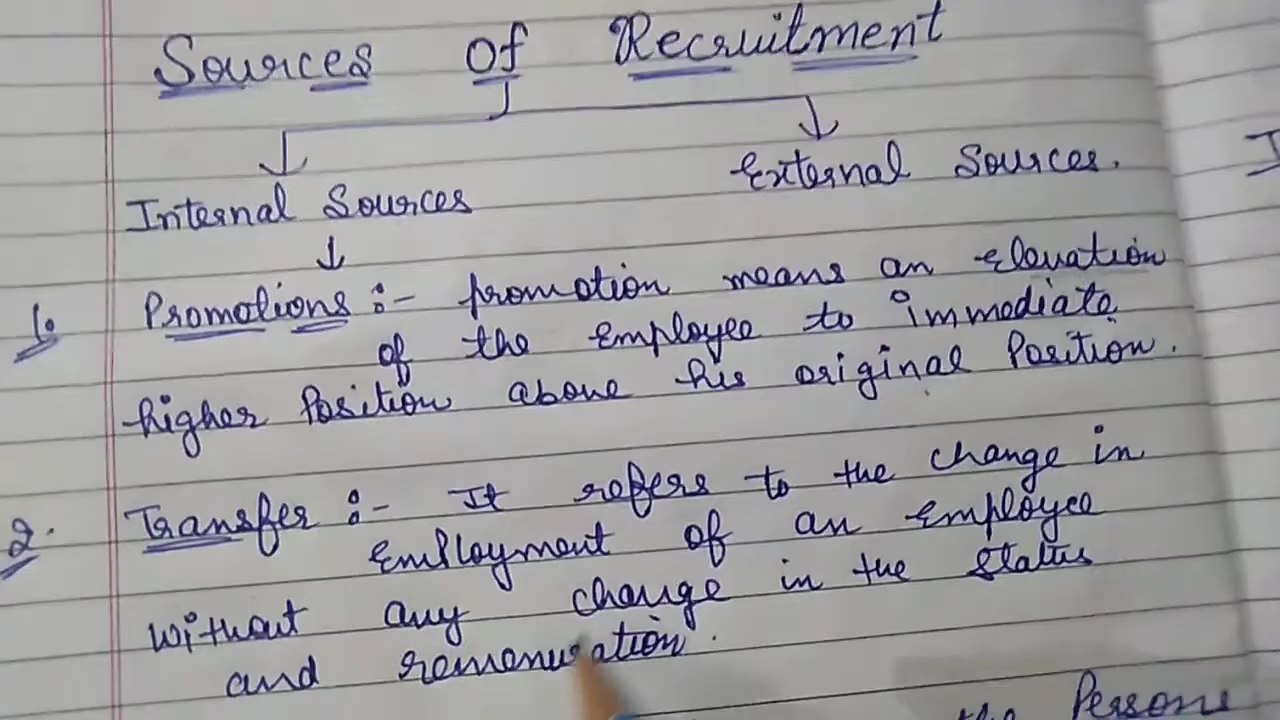 Sources Of Recruitment
Internal Sources
External Sources.
1. Promotions :- promotion means an elevation
of the employee to immediate
higher Position above his original Position.
2. Transfer :- It refers to the change in
Employment of an employee
without any change in the status
and
the Persons